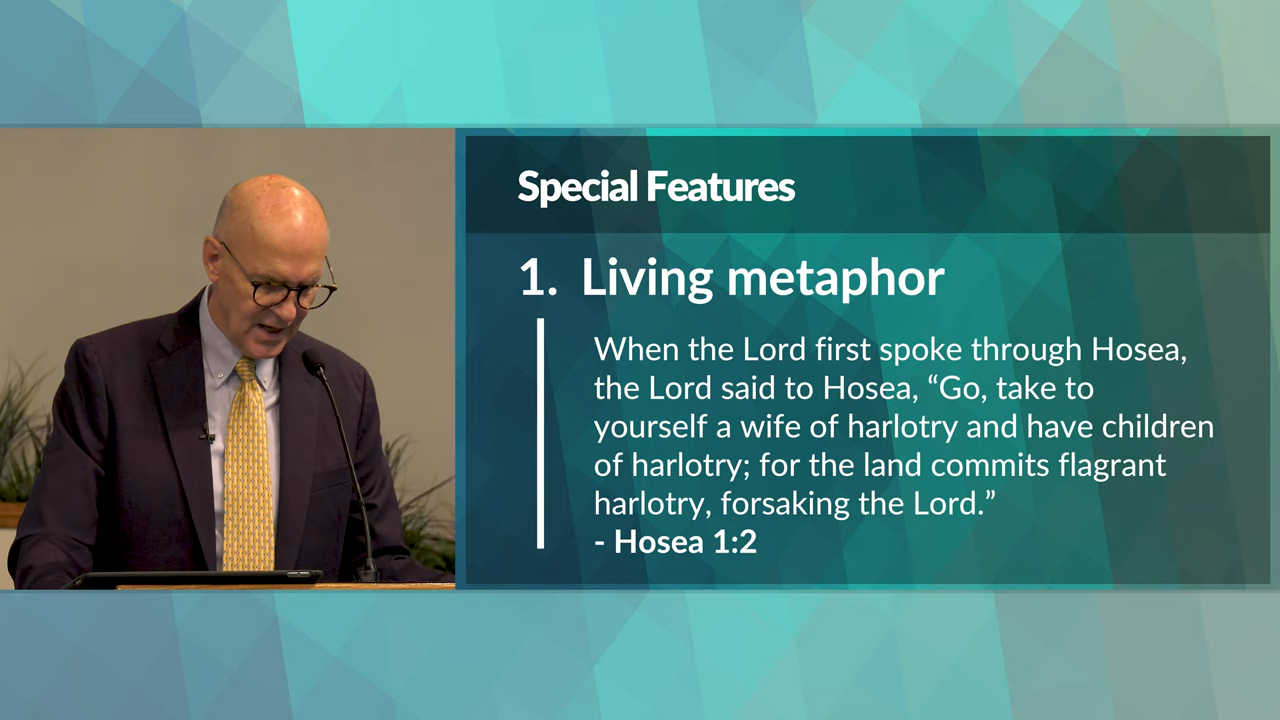 Special Features
1. Living metaphor
When the Lord first spoke through Hosea,
the Lord said to Hosea, “Go, take to
yourself a wife of harlotry and have children
of harlotry; for the land commits flagrant
harlotry, forsaking the Lord.”
- Hosea 1:2